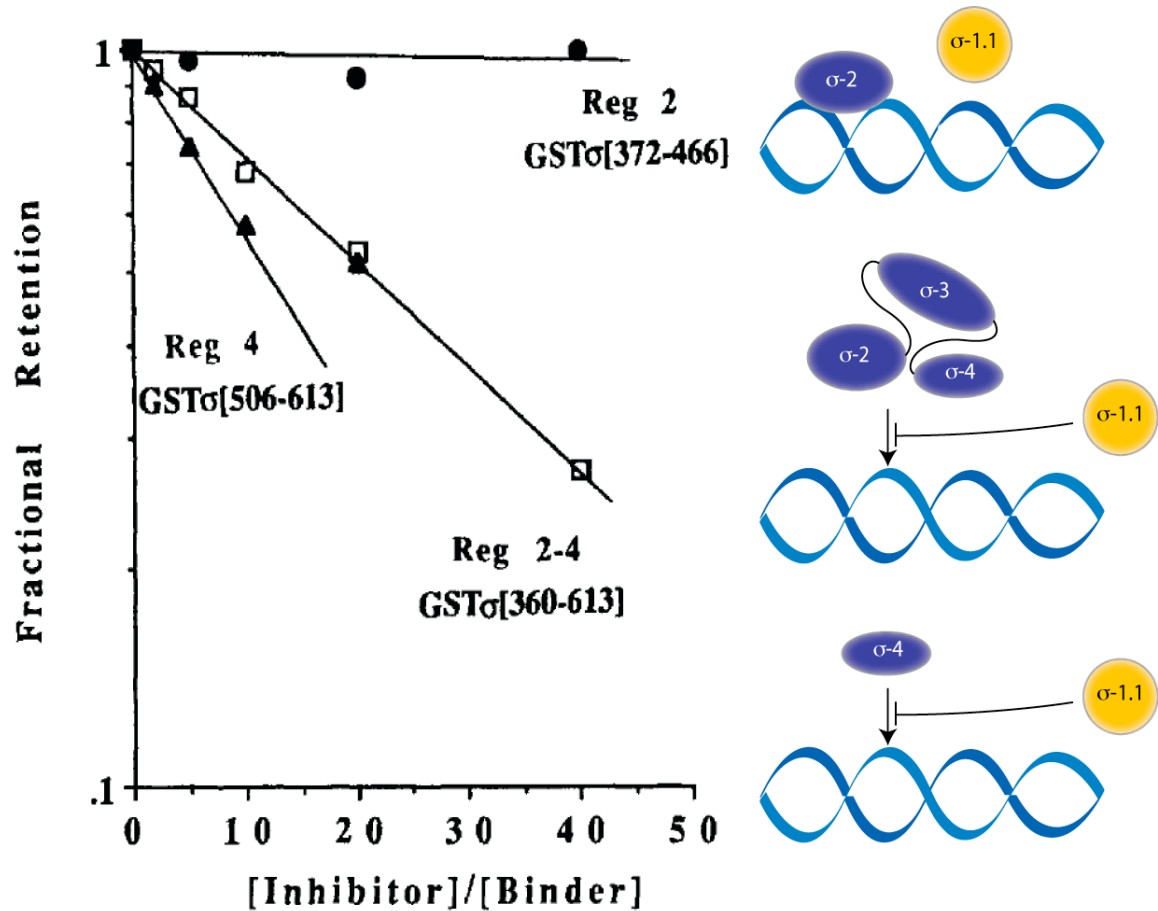 Fractional Retention
1
.1
0
10
20
30
40
50
[Inhibitor]/[Binder]
Reg 2
GSTσ[372-466]
Reg 4
GSTσ[506-613]
Reg 2-4
GSTσ[360-613]
σ-1.1
σ-2
σ-3
σ-2
σ-4
σ-1.1
σ-4
σ-1.1